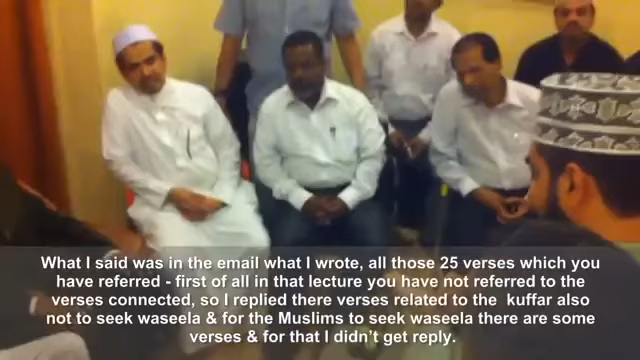 What I said was in the email what I wrote, all those 25 verses which you
have referred - first of all in that lecture you have not referred to the
verses connected, so I replied there verses related to the  kuffar also
not to seek waseela & for the Muslims to seek waseela there are some
verses & for that I didn't get reply.